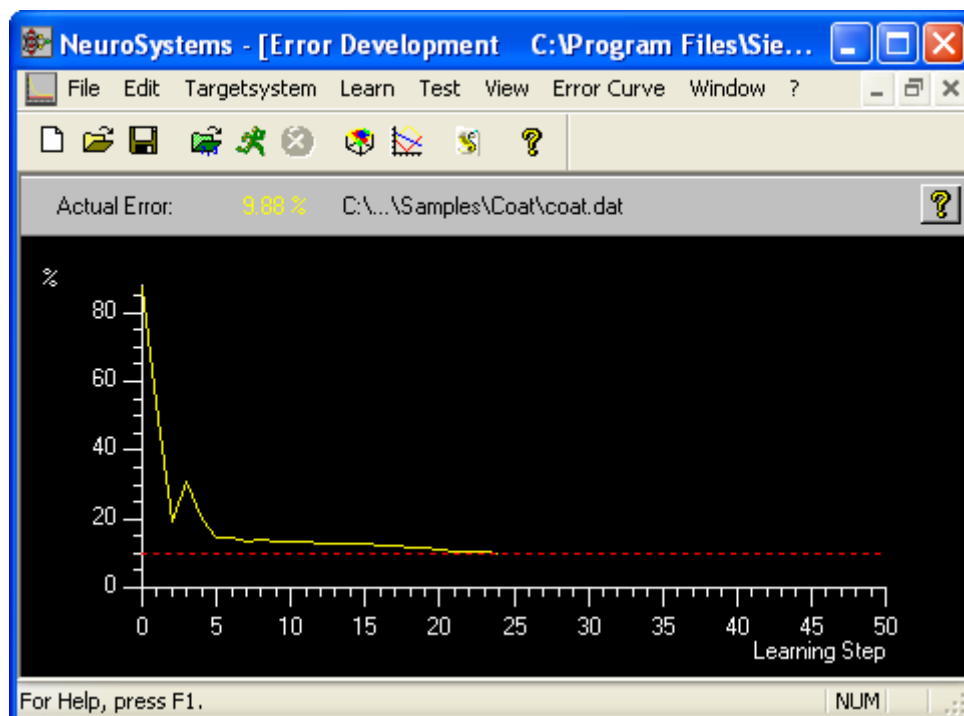 NeuroSystems - [Error Development C:\Program Files\Sie...
File Edit Targetsystem Learn Test View Error Curve Window ?
Actual Error: 9.88 % C:\...\Samples\Coat\coat.dat
%
80
60
40
20
0
0 5 10 15 20 25 30 35 40 45 50
Learning Step
For Help, press F1. NUM